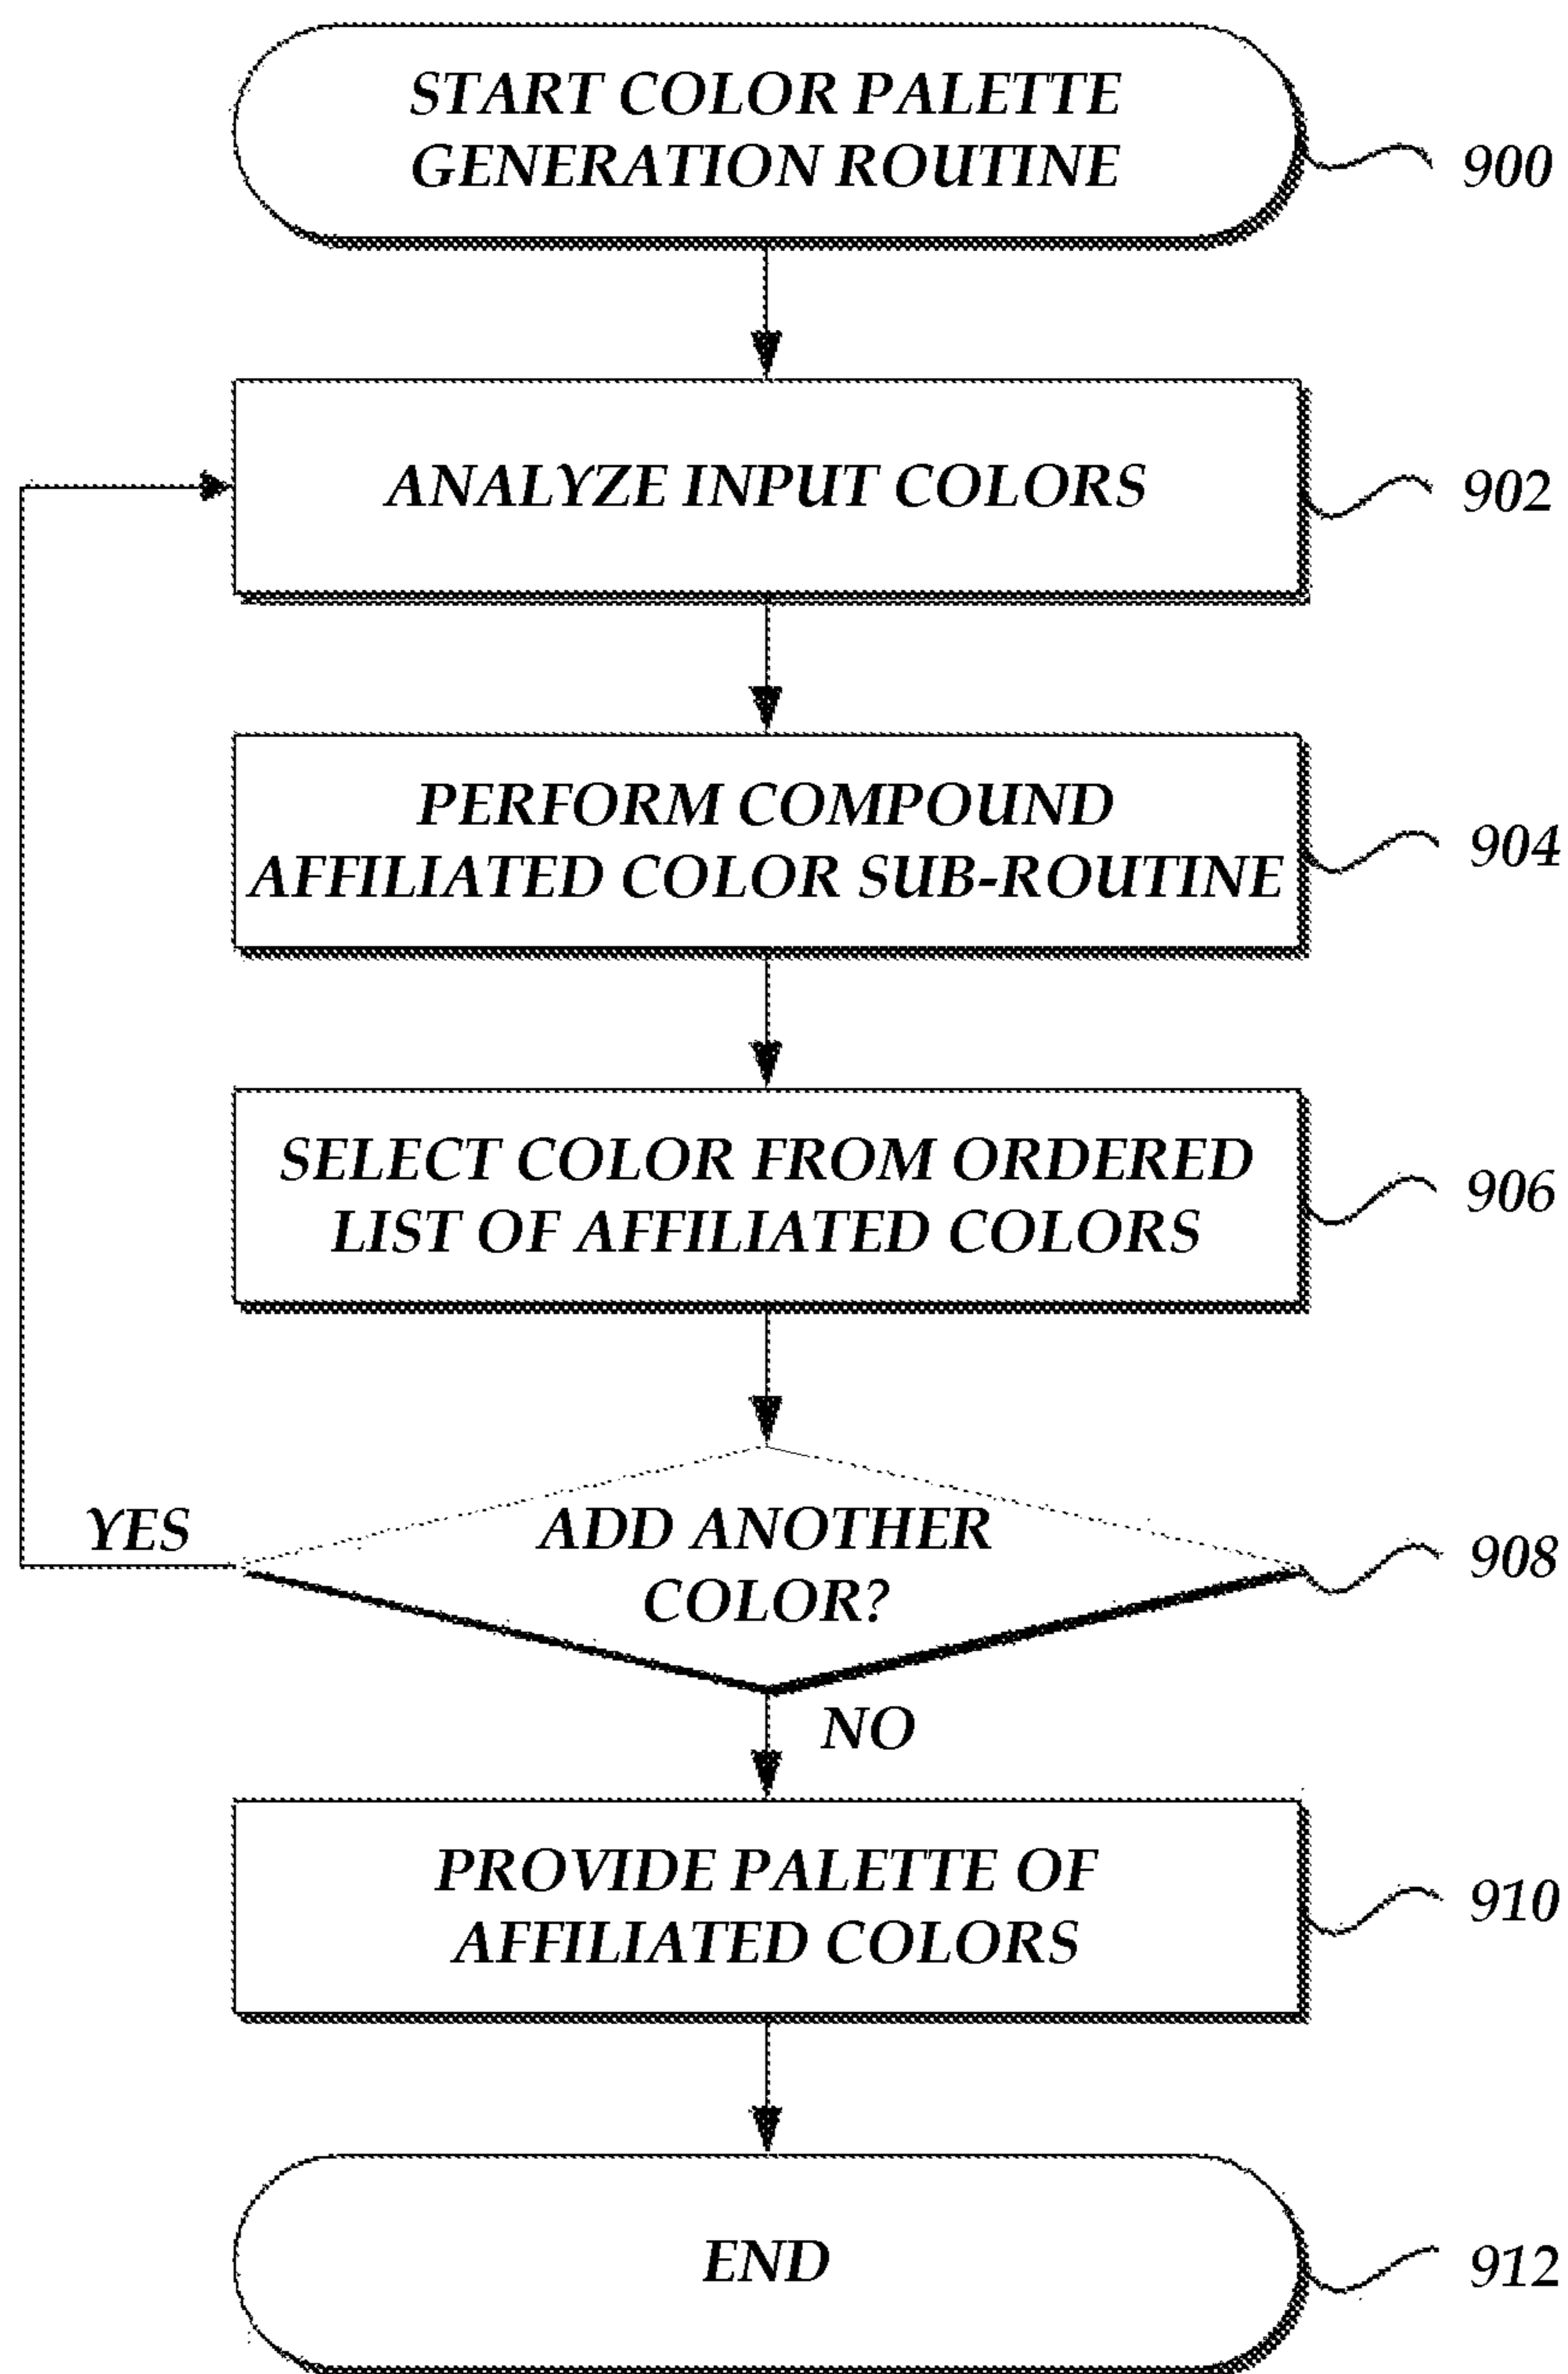 START COLOR PALETTE
GENERATION ROUTINE
900
ANALYZE INPUT COLORS
902
PERFORM COMPOUND
AFFILIATED COLOR SUB-ROUTINE
904
SELECT COLOR FROM ORDERED
LIST OF AFFILIATED COLORS
906
YES
ADD ANOTHER
COLOR?
908
NO
PROVIDE PALETTE OF
AFFILIATED COLORS
910
END
912